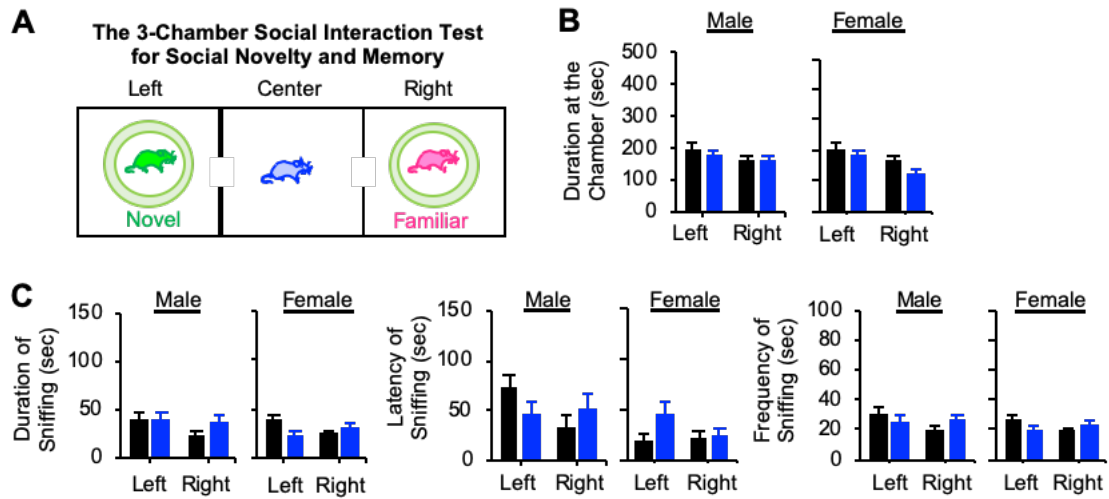 A
The 3-Chamber Social Interaction Test
for Social Novelty and Memory
Left Center Right
Novel
Familiar
B
Male Female
Duration at the
Chamber (sec)
500
400
300
200
100
0
Left Right Left Right
C
Male Female
Duration of
Sniffing (sec)
150
100
50
0
Left Right Left Right
Male Female
Latency of
Sniffing (sec)
150
100
50
0
Left Right Left Right
Male Female
Frequency of
Sniffing (sec)
100
80
60
40
20
0
Left Right Left Right